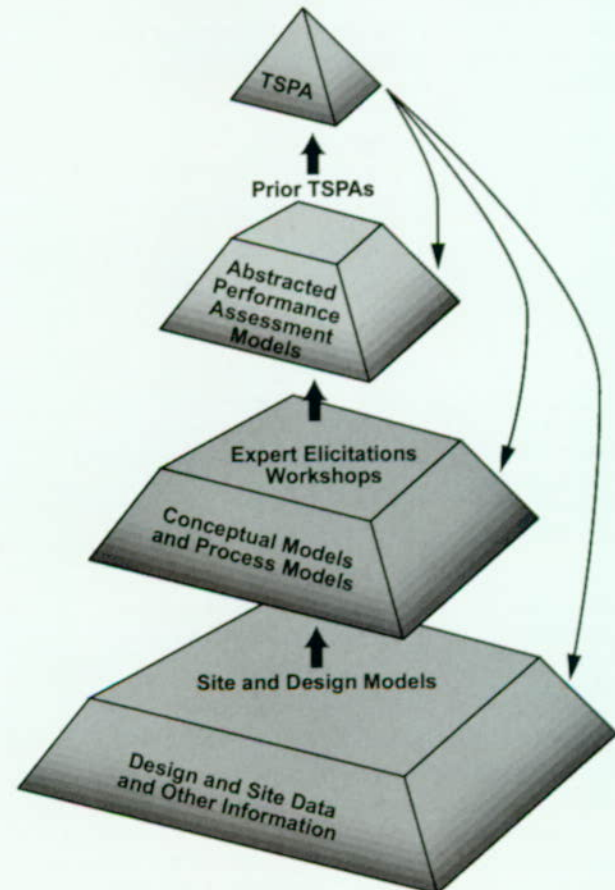 TSPA
Prior TSPAs
Abstracted
Performance
Assessment
Models
Expert Elicitations
Workshops
Conceptual Models
and Process Models
Site and Design Models
Design and Site Data
and Other Information